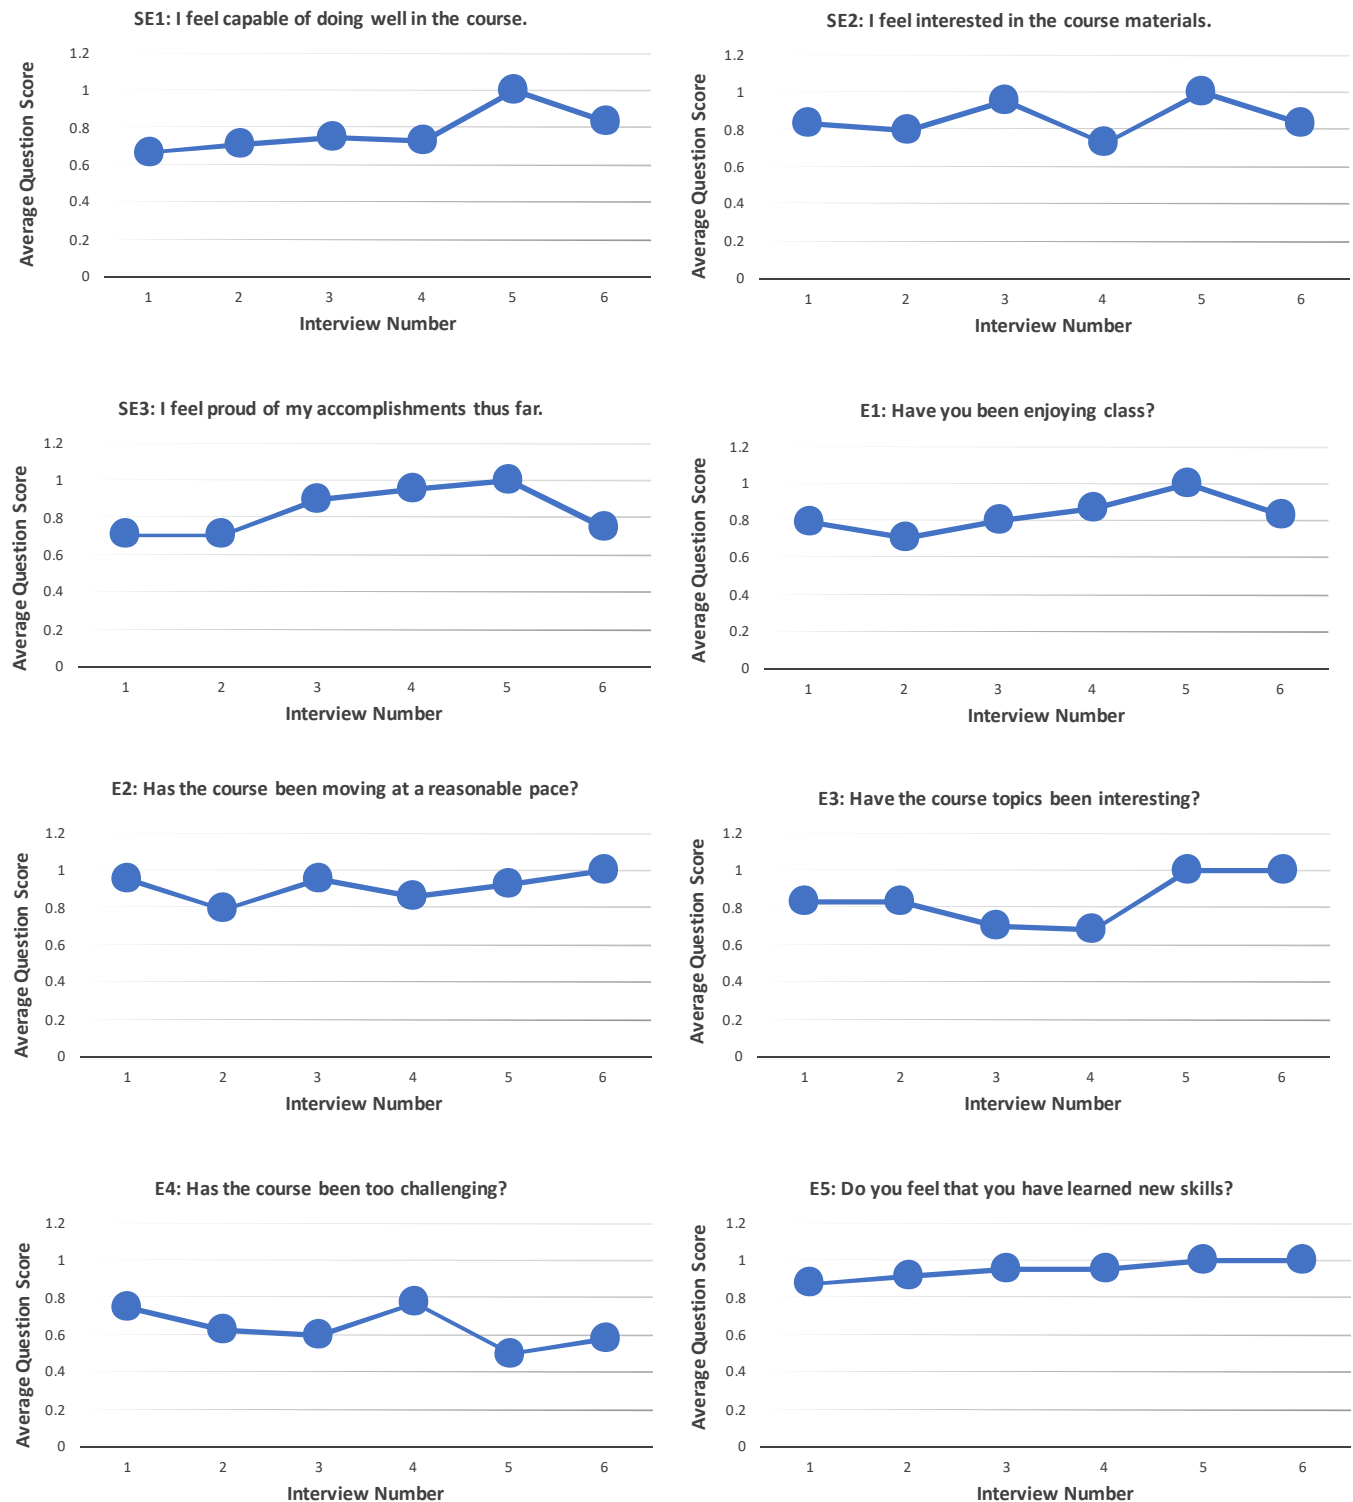 SE1: I feel capable of doing well in the course.
Average Question Score
1.2
1
0.8
0.6
0.4
0.2
0
1 2 3 4 5 6
Interview Number
SE2: I feel interested in the course materials.
Average Question Score
1.2
1
0.8
0.6
0.4
0.2
0
1 2 3 4 5 6
Interview Number
SE3: I feel proud of my accomplishments thus far.
Average Question Score
1.2
1
0.8
0.6
0.4
0.2
0
1 2 3 4 5 6
Interview Number
E1: Have you been enjoying class?
Average Question Score
1.2
1
0.8
0.6
0.4
0.2
0
1 2 3 4 5 6
Interview Number
E2: Has the course been moving at a reasonable pace?
Average Question Score
1.2
1
0.8
0.6
0.4
0.2
0
1 2 3 4 5 6
Interview Number
E3: Have the course topics been interesting?
Average Question Score
1.2
1
0.8
0.6
0.4
0.2
0
1 2 3 4 5 6
Interview Number
E4: Has the course been too challenging?
Average Question Score
1.2
1
0.8
0.6
0.4
0.2
0
1 2 3 4 5 6
Interview Number
E5: Do you feel that you have learned new skills?
Average Question Score
1.2
1
0.8
0.6
0.4
0.2
0
1 2 3 4 5 6
Interview Number